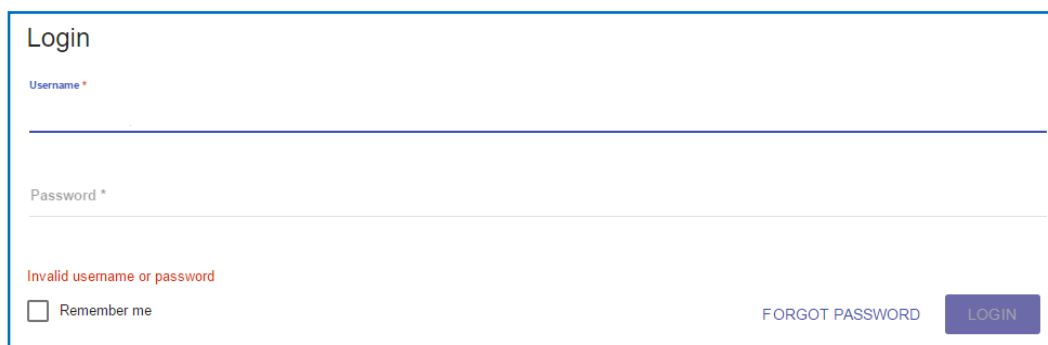 Login
Username *
Password *
Invalid username or password
Remember me
FORGOT PASSWORD LOGIN